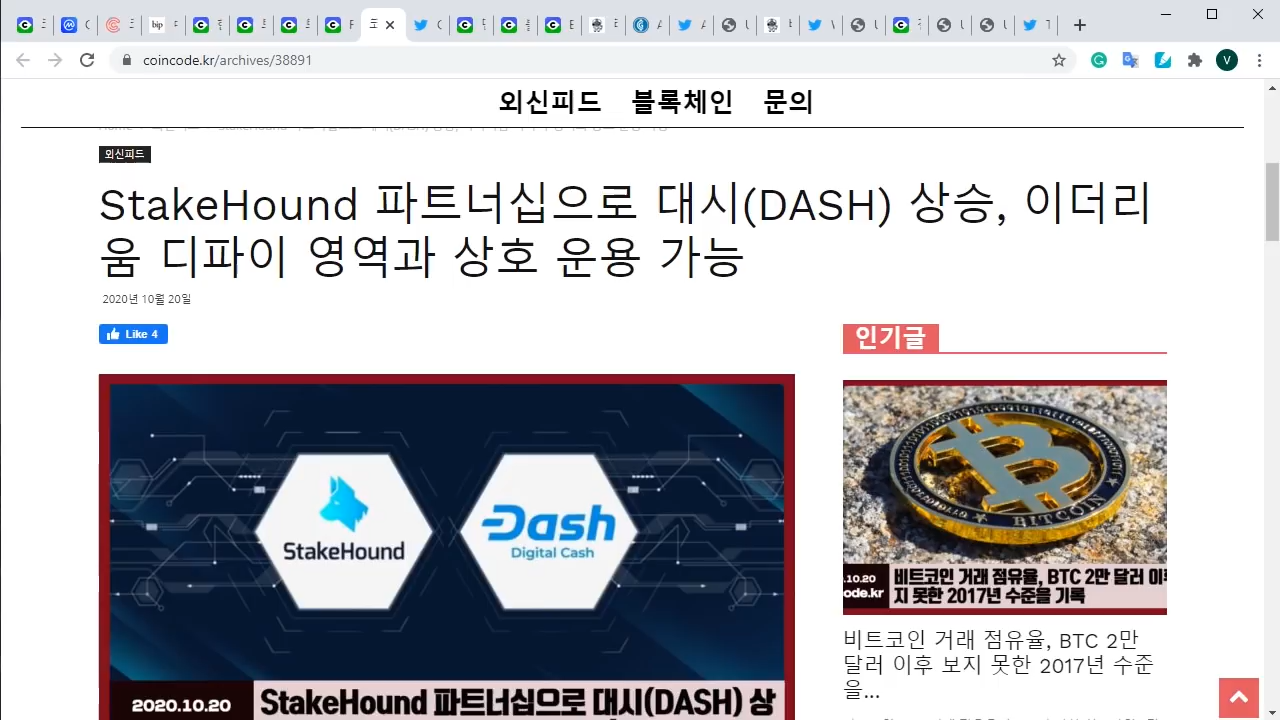 coincode.kr/archives/38891
외신피드 블록체인 문의
외신피드
StakeHound 파트너십으로 대시(DASH) 상승, 이더리
움 디파이 영역과 상호 운용 가능
2020년 10월 20일
Like 4
인기글
StakeHound
Dash
Digital Cash
2020.10.20
StakeHound 파트너십으로 대시(DASH) 상
BITCOIN
.10.20
code.kr
비트코인 거래 점유율, BTC 2만 달러 이
지 못한 2017년 수준을 기록
비트코인 거래 점유율, BTC 2만
달러 이후 보지 못한 2017년 수준
을...